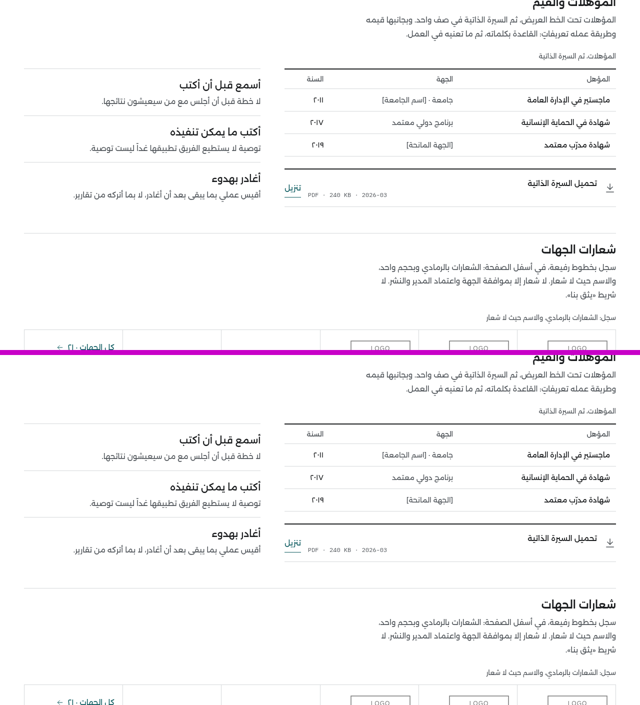 المؤهلات والقيم
المؤهلات تحت الخط العريض، ثم السيرة الذاتية في صف واحد. وبجانبها قيمه
وطريقة عمله تعريفاتٍ: القاعدة بكلماته، ثم ما تعنيه في العمل.
المؤهلات، ثم السيرة الذاتية
المؤهل الجهة السنة
ماجستير في الإدارة العامة جامعة · [اسم الجامعة] ٢٠١١
شهادة في الحماية الإنسانية برنامج دولي معتمد ٢٠١٧
شهادة مدرّب معتمد [الجهة المانحة] ٢٠١٩
تحميل السيرة الذاتية
PDF · 240 KB · 2026-03 تنزيل
أسمع قبل أن أكتب
لا خطة قبل أن أجلس مع من سيعيشون نتائجها.
أكتب ما يمكن تنفيذه
توصية لا يستطيع الفريق تطبيقها غداً ليست توصية.
أغادر بهدوء
أقيس عملي بما يبقى بعد أن أغادر، لا بما أتركه من تقارير.
شعارات الجهات
سجل بخطوط رفيعة، في أسفل الصفحة: الشعارات بالرمادي وبحجم واحد،
والاسم حيث لا شعار. لا شعار إلا بموافقة الجهة واعتماد المدير والنشر. لا
شريط «يثق بنا».
سجل: الشعارات بالرمادي، والاسم حيث لا شعار
LOGO LOGO LOGO كل الجهات · ٢١ ←
المؤهلات والقيم
المؤهلات تحت الخط العريض، ثم السيرة الذاتية في صف واحد. وبجانبها قيمه
وطريقة عمله تعريفاتٍ: القاعدة بكلماته، ثم ما تعنيه في العمل.
المؤهلات، ثم السيرة الذاتية
المؤهل الجهة السنة
ماجستير في الإدارة العامة جامعة · [اسم الجامعة] ٢٠١١
شهادة في الحماية الإنسانية برنامج دولي معتمد ٢٠١٧
شهادة مدرّب معتمد [الجهة المانحة] ٢٠١٩
تحميل السيرة الذاتية
PDF · 240 KB · 2026-03 تنزيل
أسمع قبل أن أكتب
لا خطة قبل أن أجلس مع من سيعيشون نتائجها.
أكتب ما يمكن تنفيذه
توصية لا يستطيع الفريق تطبيقها غداً ليست توصية.
أغادر بهدوء
أقيس عملي بما يبقى بعد أن أغادر، لا بما أتركه من تقارير.
شعارات الجهات
سجل بخطوط رفيعة، في أسفل الصفحة: الشعارات بالرمادي وبحجم واحد،
والاسم حيث لا شعار. لا شعار إلا بموافقة الجهة واعتماد المدير والنشر. لا
شريط «يثق بنا».
سجل: الشعارات بالرمادي، والاسم حيث لا شعار
LOGO LOGO LOGO كل الجهات · ٢١ ←